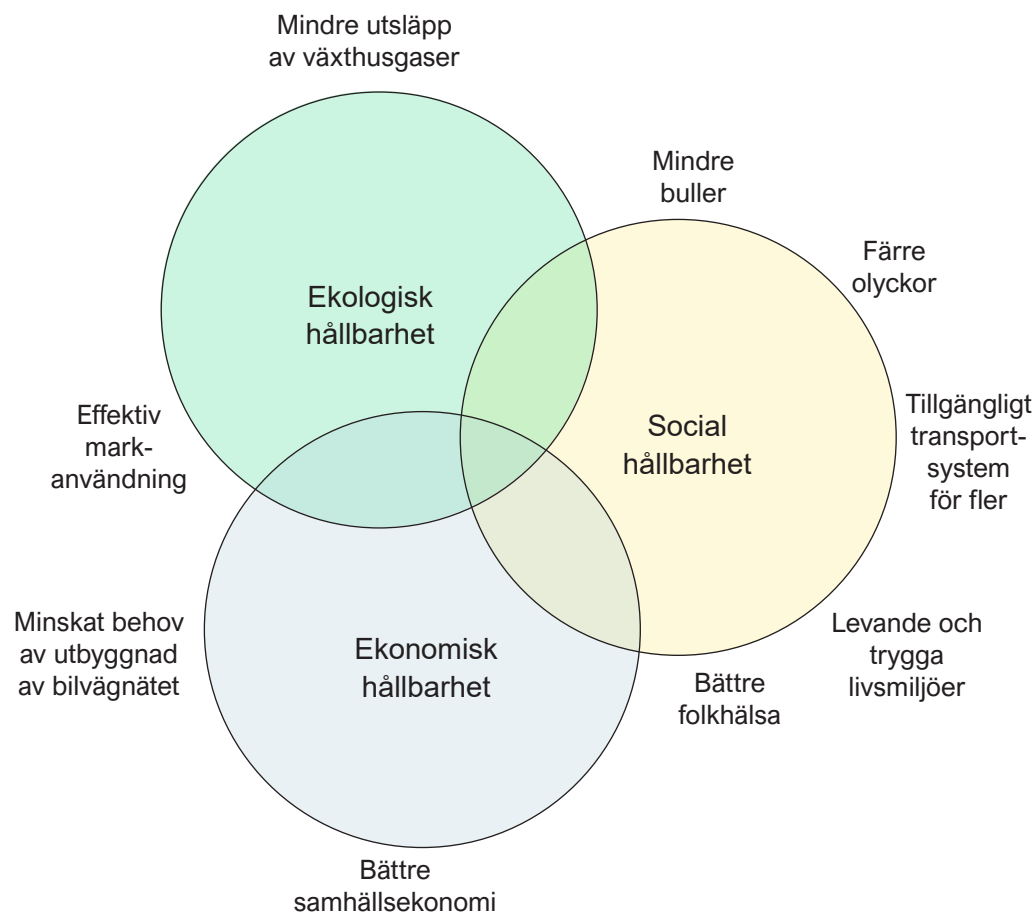 Mindre utsläpp
av växthusgaser
Mindre
buller
Färre
olyckor
Ekologisk
hållbarhet
Tillgängligt
transport-
system
för fler
Effektiv
mark-
användning
Social
hållbarhet
Minskat behov
av utbyggnad
av bilvägnätet
Ekonomisk
hållbarhet
Levande och
trygga
livsmiljöer
Bättre
folkhälsa
Bättre
samhällsekonomi